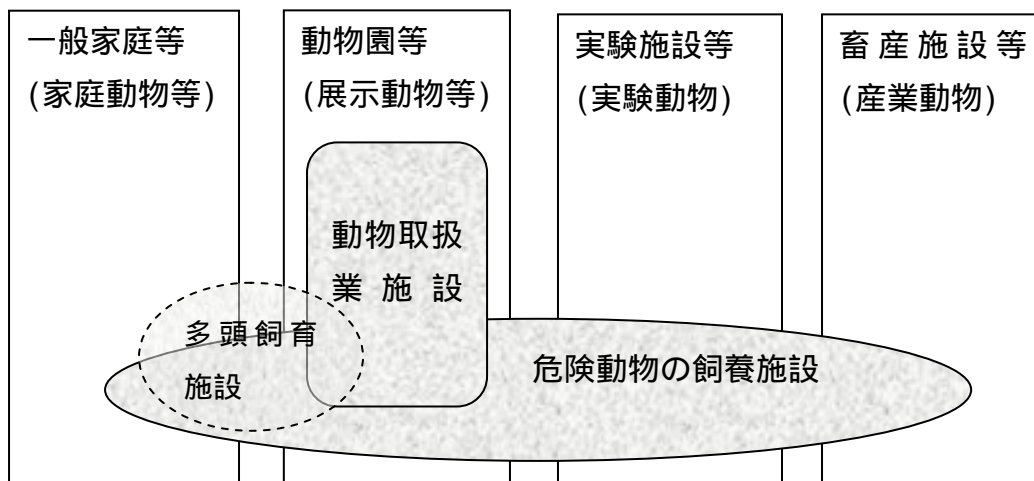 一般家庭等
(家庭動物等)
動物園等
(展示動物等)
実験施設等
(実験動物)
畜産施設等
(産業動物)
動物取扱
業施設
多頭飼育
施設
危険動物の飼養施設